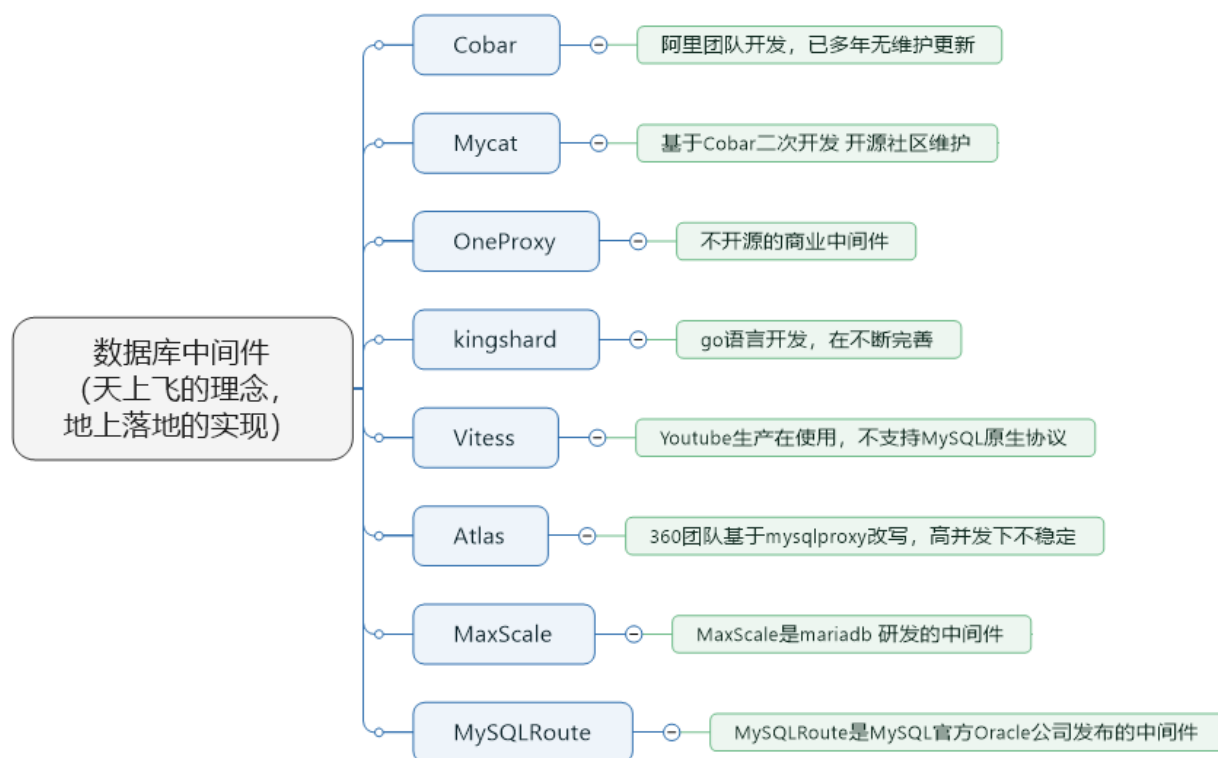 Cobar
阿里团队开发，已多年无维护更新
Mycat
基于Cobar二次开发 开源社区维护
OneProxy
不开源的商业中间件
kingshard
go语言开发，在不断完善
数据库中间件
（天上飞的理念，
地上落地的实现）
Vitess
Youtube生产在使用，不支持MySQL原生协议
Atlas
360团队基于mysqlproxy改写，高并发下不稳定
MaxScale
MaxScale是mariadb 研发的中间件
MySQLRoute
MySQLRoute是MySQL官方Oracle公司发布的中间件